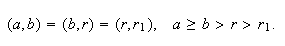 (a, b) = (b, r) = (r, r₁), a ≥ b > r > r₁.